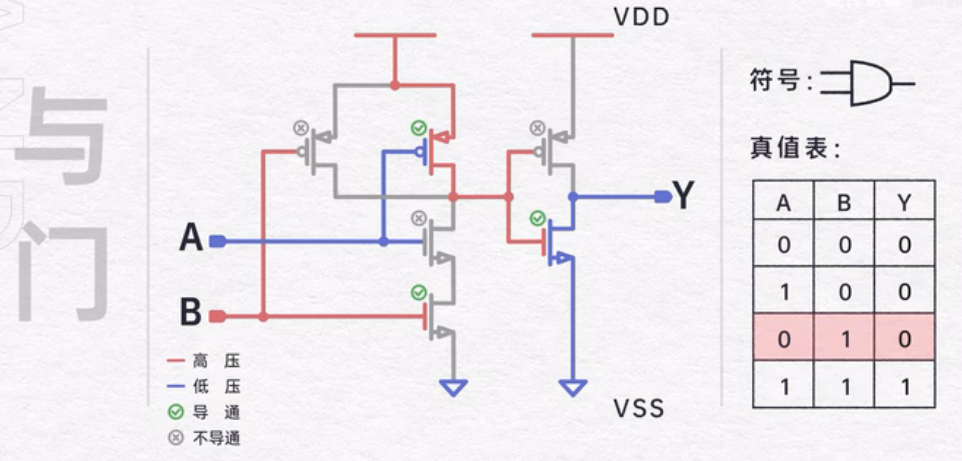 与
门
VDD
A
B
Y
VSS
高 压
低 压
导 通
不导通
符号:
真值表:
A B Y
0 0 0
1 0 0
0 1 0
1 1 1